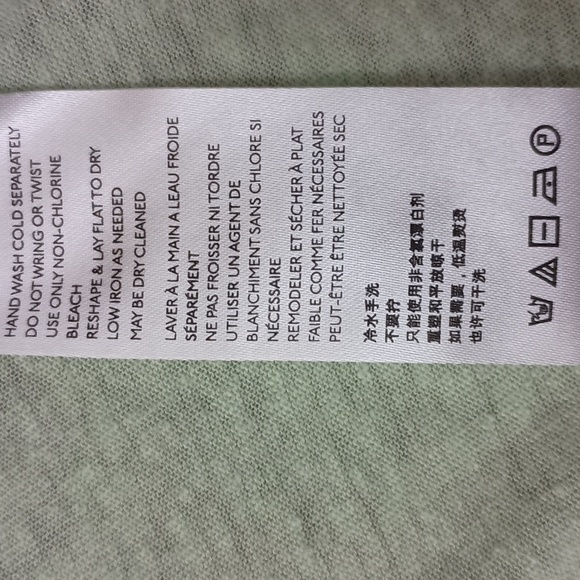 HAND WASH COLD SEPARATELY
DO NOT WRING OR TWIST
USE ONLY NON-CHLORINE
BLEACH
RESHAPE & LAY FLAT TO DRY
LOW IRON AS NEEDED
MAY BE DRYCLEANED
LAVER À LA MAIN A LEAU FROIDE
SÉPARÉMENT
NE PAS FROISSER NI TORDRE
UTILISER UN AGENT DE
BLANCHIMENT SANS CHLORE SI
NÉCESSAIRE
REMODELER ET SÉCHER À PLAT
FAIBLE COMME FER NÉCESSAIRES
PEUT-ÊTRE ÊTRE NETTOYÉE SEC
冷水手洗
不要拧
只能使用非含氯漂白剂
重塑和平放晾干
如果需要，低温熨烫
也许可干洗
P